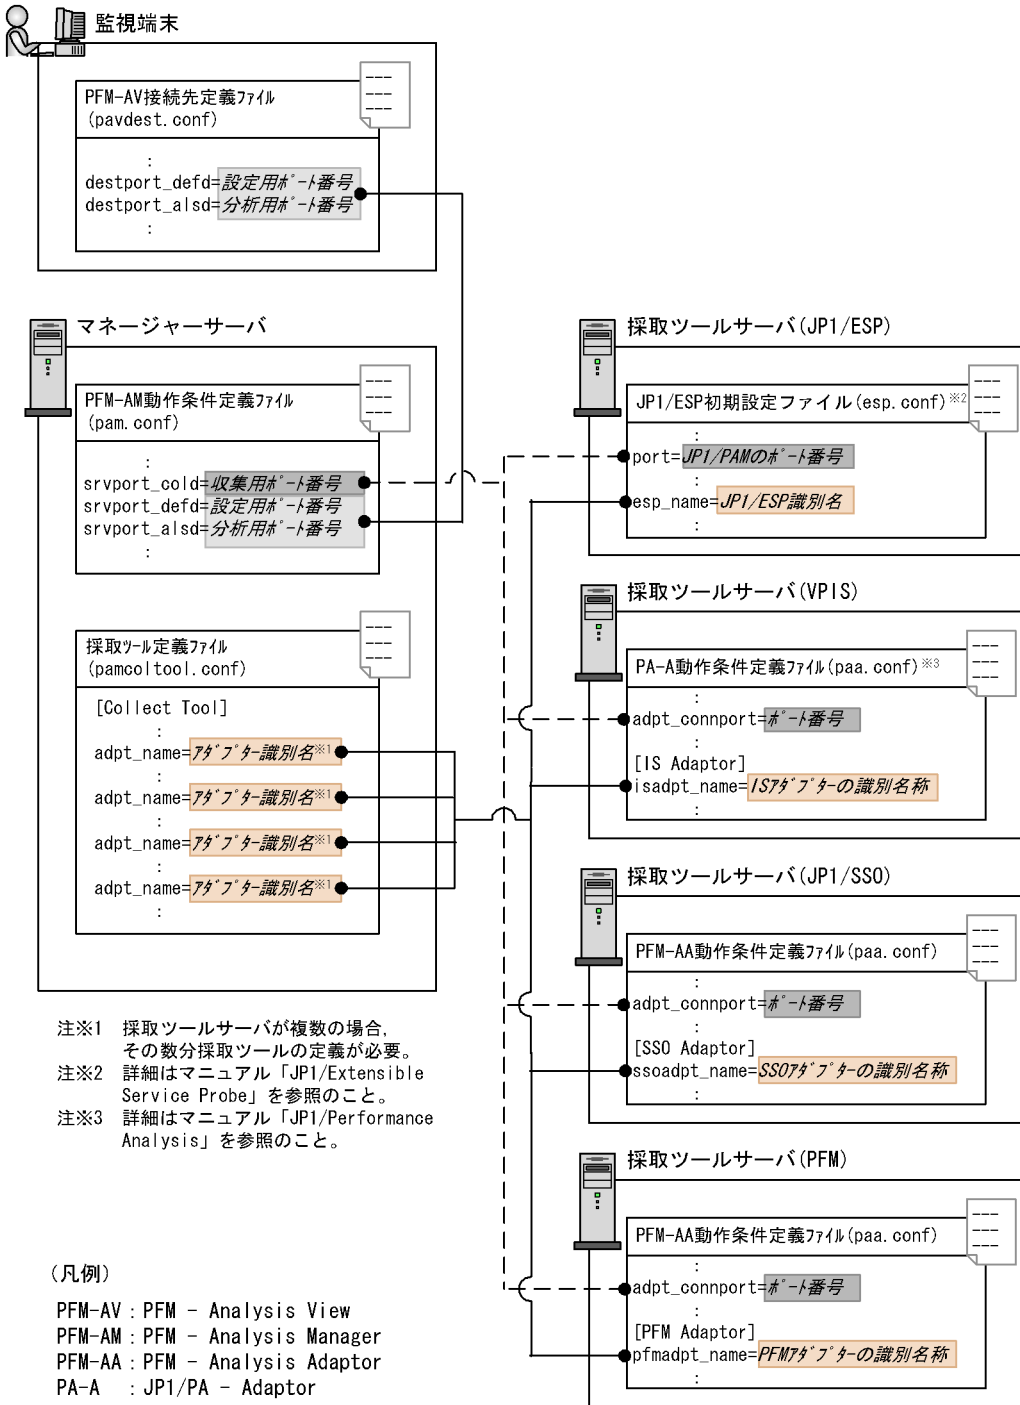 監視端末
PFM-AV接続先定義ﾌｧｲﾙ
(pavdest.conf)
:
destport_defd=設定用ﾎﾟｰﾄ番号
destport_alsd=分析用ﾎﾟｰﾄ番号
:
マネージャーサーバ
PFM-AM動作条件定義ﾌｧｲﾙ
(pam.conf)
:
srvport_cold=収集用ﾎﾟｰﾄ番号
srvport_defd=設定用ﾎﾟｰﾄ番号
srvport_alsd=分析用ﾎﾟｰﾄ番号
:
採取ﾂｰﾙ定義ﾌｧｲﾙ
(pamcoltool.conf)
[Collect Tool]
:
adpt_name=ｱﾀﾞﾌﾟﾀｰ識別名※1
:
adpt_name=ｱﾀﾞﾌﾟﾀｰ識別名※1
:
adpt_name=ｱﾀﾞﾌﾟﾀｰ識別名※1
:
adpt_name=ｱﾀﾞﾌﾟﾀｰ識別名※1
:
採取ツールサーバ(JP1/ESP)
JP1/ESP初期設定ファイル(esp.conf)※2
:
port=JP1/PAMのﾎﾟｰﾄ番号
:
esp_name=JP1/ESP識別名
:
採取ツールサーバ(VPIS)
PA-A動作条件定義ﾌｧｲﾙ(paa.conf)※3
:
adpt_connport=ﾎﾟｰﾄ番号
:
[IS Adaptor]
isadpt_name=ISｱﾀﾞﾌﾟﾀｰの識別名称
:
採取ツールサーバ(JP1/SSO)
PFM-AA動作条件定義ﾌｧｲﾙ(paa.conf)
:
adpt_connport=ﾎﾟｰﾄ番号
:
[SSO Adaptor]
ssoadpt_name=SSOｱﾀﾞﾌﾟﾀｰの識別名称
:
採取ツールサーバ(PFM)
PFM-AA動作条件定義ﾌｧｲﾙ(paa.conf)
:
adpt_connport=ﾎﾟｰﾄ番号
:
[PFM Adaptor]
pfmadpt_name=PFMｱﾀﾞﾌﾟﾀｰの識別名称
:
注※1 採取ツールサーバが複数の場合,
その数分採取ツールの定義が必要。
注※2 詳細はマニュアル「JP1/Extensible
Service Probe」を参照のこと。
注※3 詳細はマニュアル「JP1/Performance
Analysis」を参照のこと。
(凡例)
PFM-AV : PFM - Analysis View
PFM-AM : PFM - Analysis Manager
PFM-AA : PFM - Analysis Adaptor
PA-A : JP1/PA - Adaptor